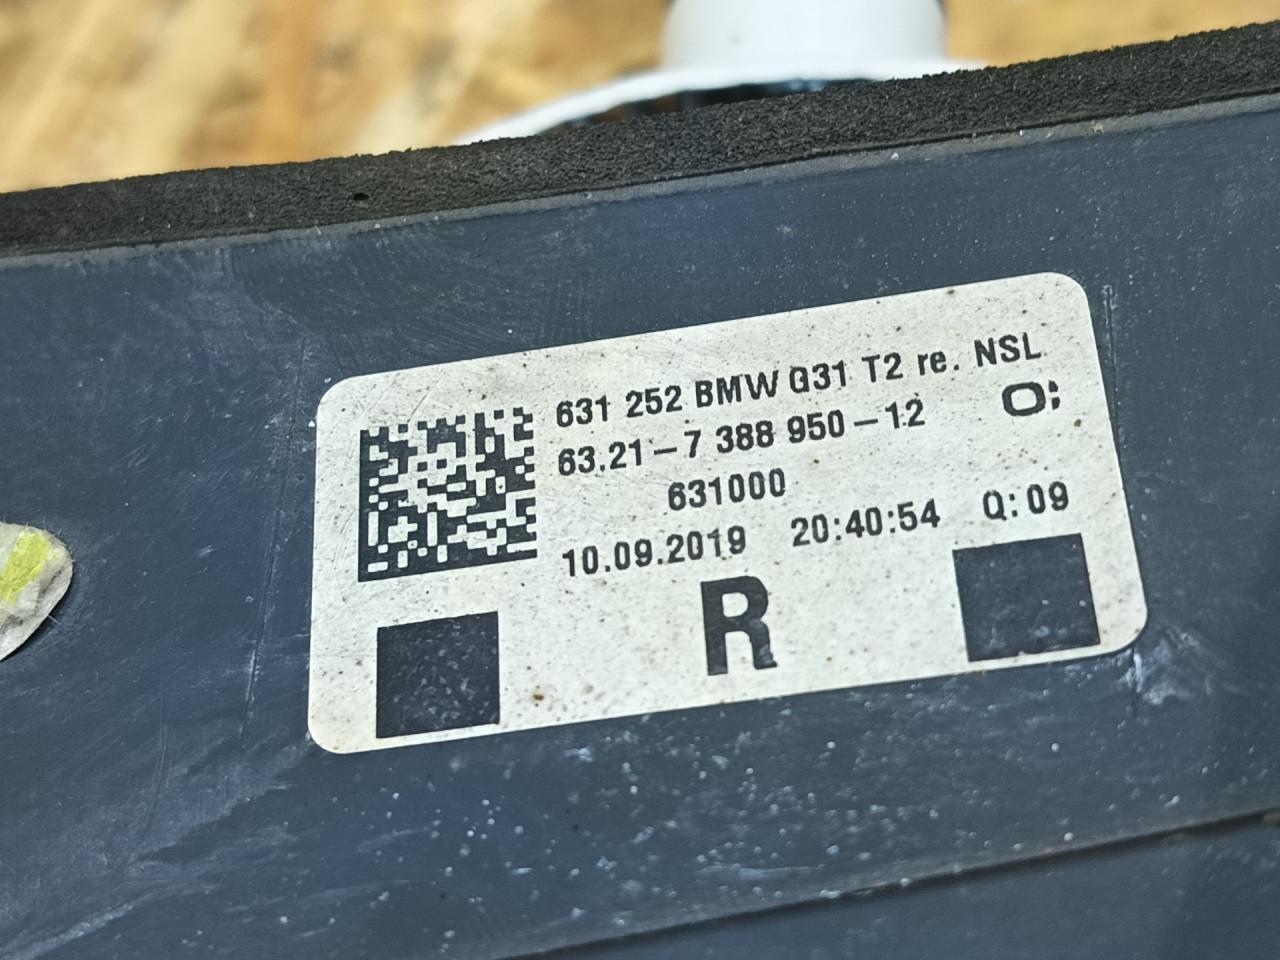 631 252 BMW G31 T2 re. NSL
63.21-7 388 950-12
631000
10.09.2019 20:40:54 Q:09
R